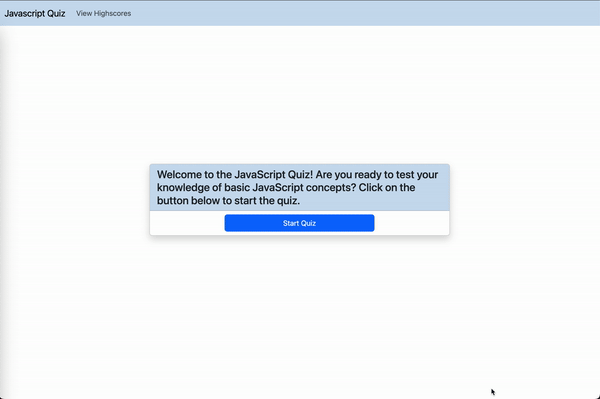 Javascript Quiz View Highscores
Welcome to the JavaScript Quiz! Are you ready to test your
knowledge of basic JavaScript concepts? Click on the
button below to start the quiz.
Start Quiz